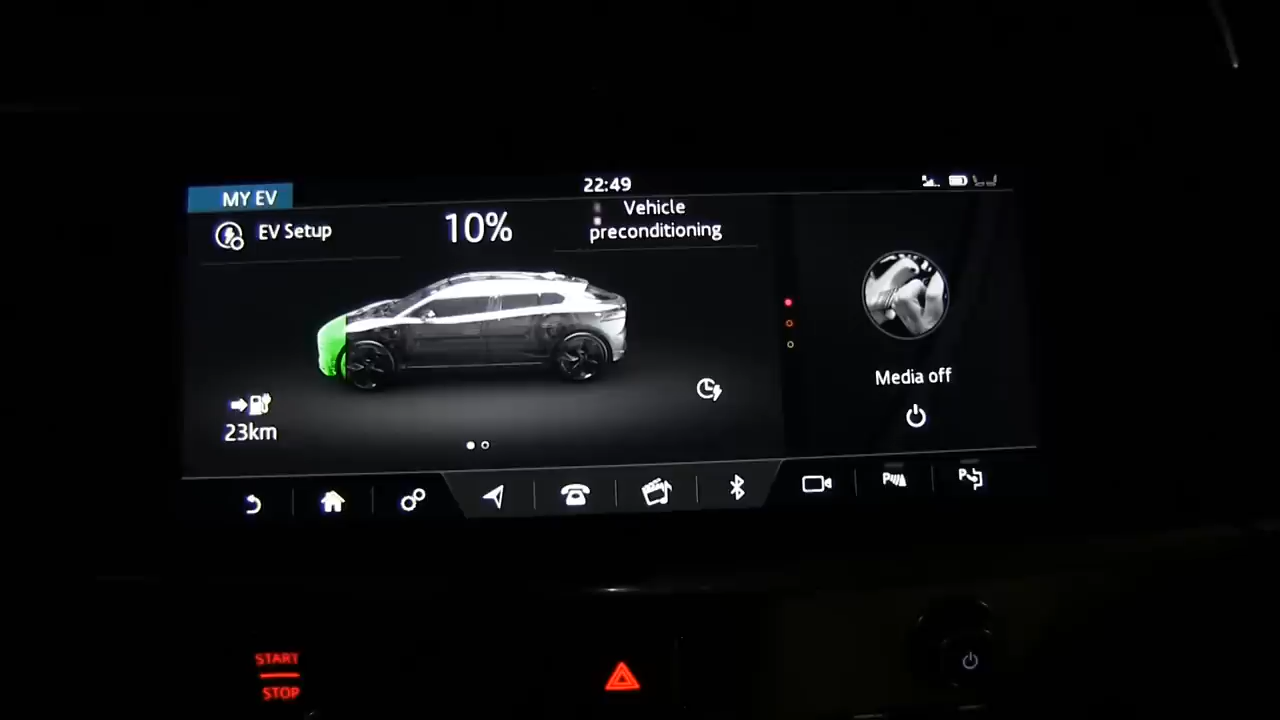 MY EV
22:49
EV Setup
10%
Vehicle
preconditioning
Media off
23km
P
P
START
STOP